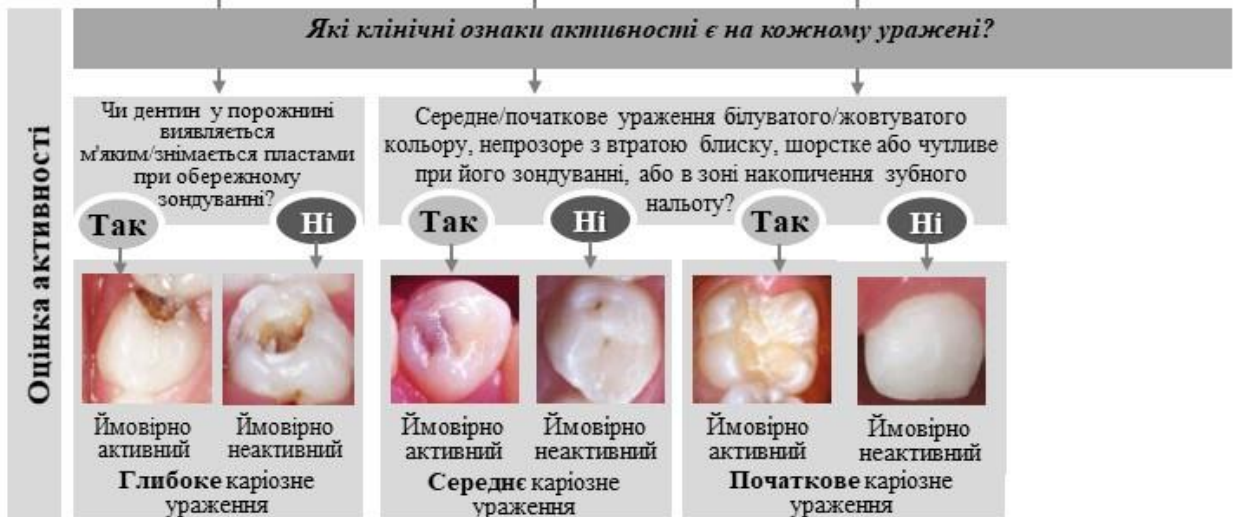 Оцінка активності
Які клінічні ознаки активності є на кожному уражені?
Чи дентин у порожнині
виявляється
м'яким/знімається пластами
при обережному
зондуванні?
Так
Ні
Середнє/початкове ураження білуватого/жовтуватого
кольору, непрозоре з втратою блиску, шорстке або чутливе
при його зондуванні, або в зоні накопичення зубного
нальоту?
Так
Ні
Так
Ні
Ймовірно
активний
Ймовірно
неактивний
Глибоке каріозне
ураження
Ймовірно
активний
Ймовірно
неактивний
Середнє каріозне
ураження
Ймовірно
активний
Ймовірно
неактивний
Початкове каріозне
ураження